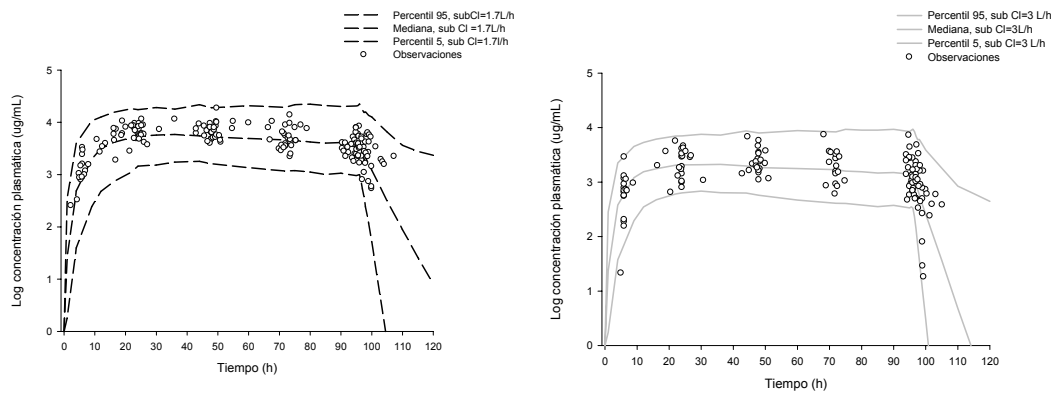 Percentil 95, subCl=1.7L/h
Mediana, sub Cl =1.7L/h
Percentil 5, sub Cl=1.7l/h
Observaciones
5
4
3
2
1
0
Log concentración plasmática (ug/mL)
0 10 20 30 40 50 60 70 80 90 100 110 120
Tiempo (h)
Percentil 95, sub Cl=3 L/h
Mediana, sub Cl=3L/h
Percentil 5, sub Cl=3 L/h
Observaciones
5
4
3
2
1
0
Log concentración plasmática (ug/mL)
0 10 20 30 40 50 60 70 80 90 100 110 120
Tiempo (h)